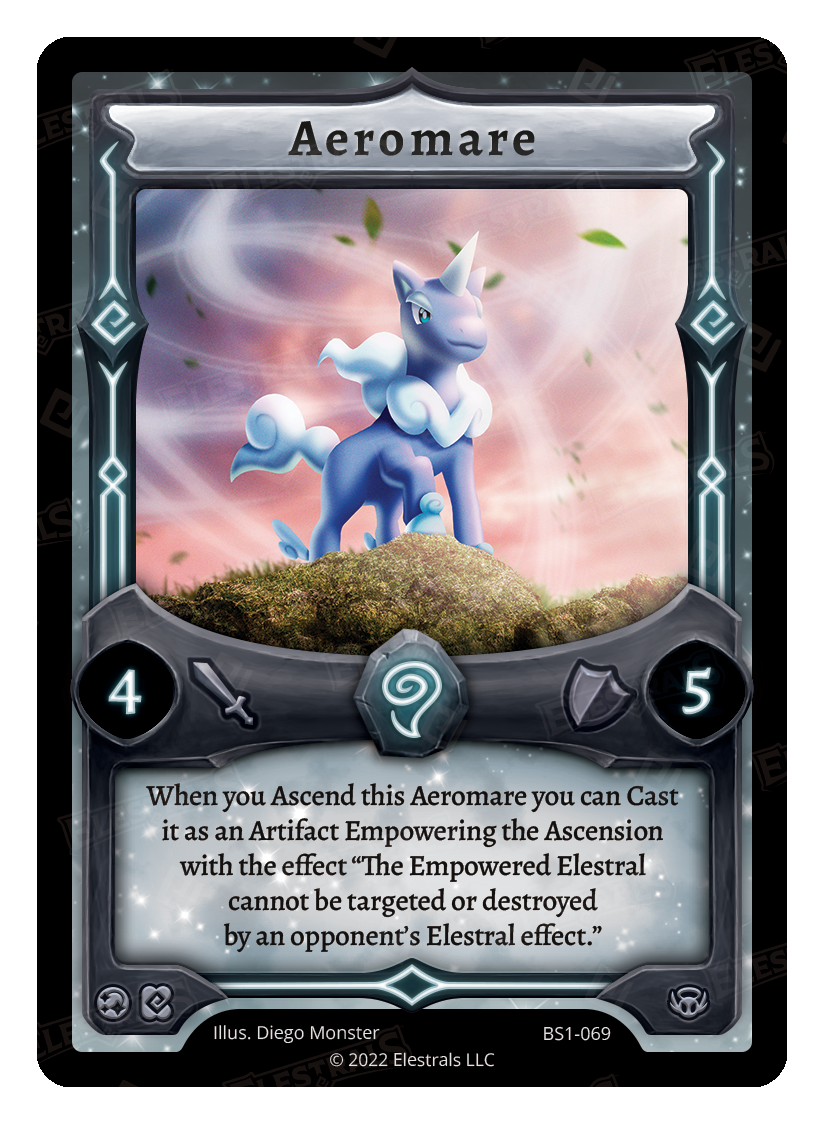 Aeromare
4
5
When you Ascend this Aeromare you can Cast
it as an Artifact Empowering the Ascension
with the effect “The Empowered Elestral
cannot be targeted or destroyed
by an opponent’s Elestral effect.”
Illus. Diego Monster
BS1-069
© 2022 Elestrals LLC